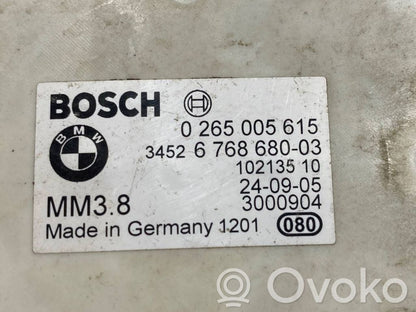 BOSCH
BMW
0 265 005 615
3452 6 768 680-03
102135 10
24-09-05
MM3.8
3000904
Made in Germany 1201
080
Ovoko